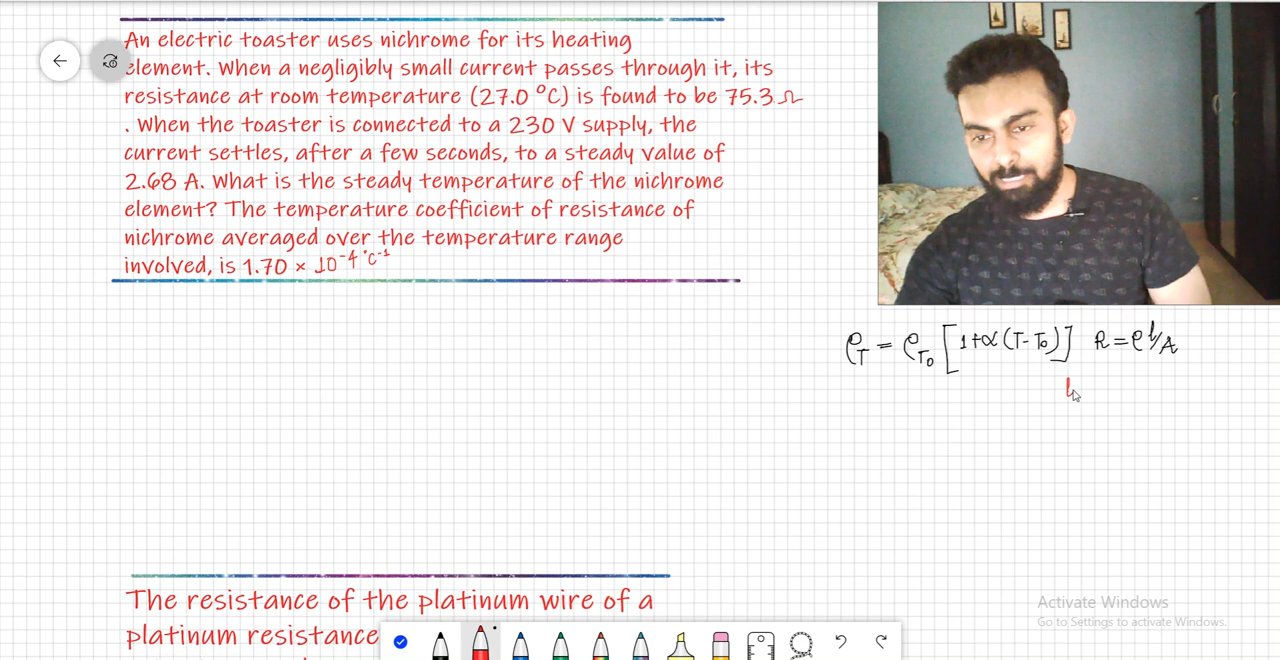 An electric toaster uses nichrome for its heating
element. When a negligibly small current passes through it, its
resistance at room temperature (27.0 °C) is found to be 75.3 Ω
. When the toaster is connected to a 230 V supply, the
current settles, after a few seconds, to a steady value of
2.68 A. What is the steady temperature of the nichrome
element? The temperature coefficient of resistance of
nichrome averaged over the temperature range
involved, is 1.70 × 10⁻⁴ °C⁻¹
ρ_T = ρ_T₀ [1+α(T-T₀)] R = ρ l/A
The resistance of the platinum wire of a
platinum resistance
Activate Windows
Go to Settings to activate Windows.